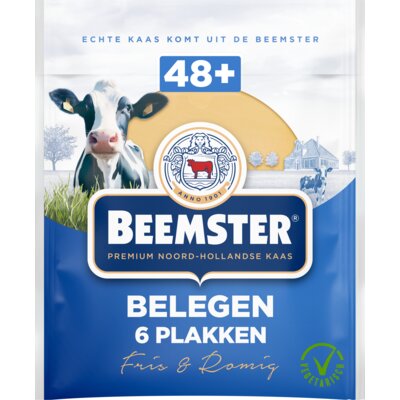 ECHTE KAAS KOMT UIT DE BEEMSTER
48+
ANNO 1901
BEEMSTER®
PREMIUM NOORD-HOLLANDSE KAAS
BELEGEN
6 PLAKKEN
Fris & Romig
VEGETARISCH